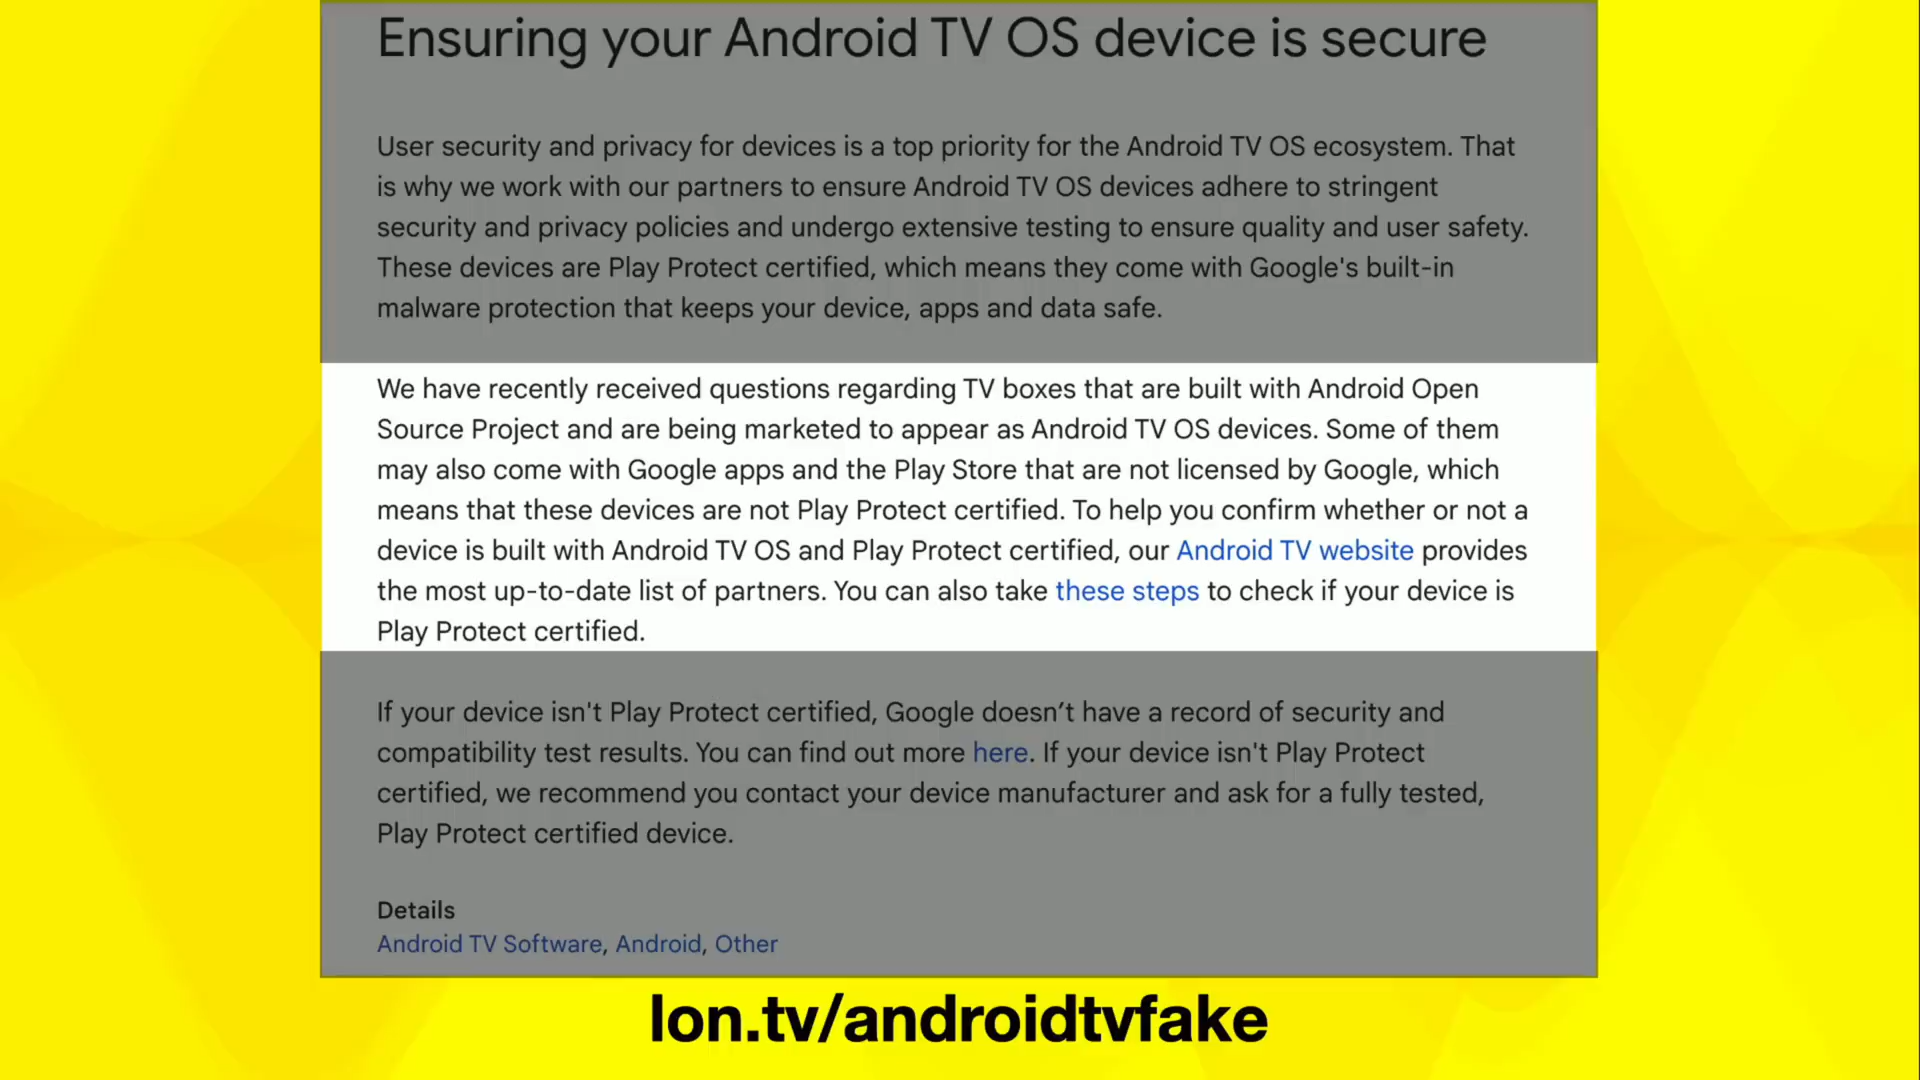 Ensuring your Android TV OS device is secure
User security and privacy for devices is a top priority for the Android TV OS ecosystem. That
is why we work with our partners to ensure Android TV OS devices adhere to stringent
security and privacy policies and undergo extensive testing to ensure quality and user safety.
These devices are Play Protect certified, which means they come with Google's built-in
malware protection that keeps your device, apps and data safe.
We have recently received questions regarding TV boxes that are built with Android Open
Source Project and are being marketed to appear as Android TV OS devices. Some of them
may also come with Google apps and the Play Store that are not licensed by Google, which
means that these devices are not Play Protect certified. To help you confirm whether or not a
device is built with Android TV OS and Play Protect certified, our Android TV website provides
the most up-to-date list of partners. You can also take these steps to check if your device is
Play Protect certified.
If your device isn't Play Protect certified, Google doesn’t have a record of security and
compatibility test results. You can find out more here. If your device isn't Play Protect
certified, we recommend you contact your device manufacturer and ask for a fully tested,
Play Protect certified device.
Details
Android TV Software, Android, Other
lon.tv/androidtvfake